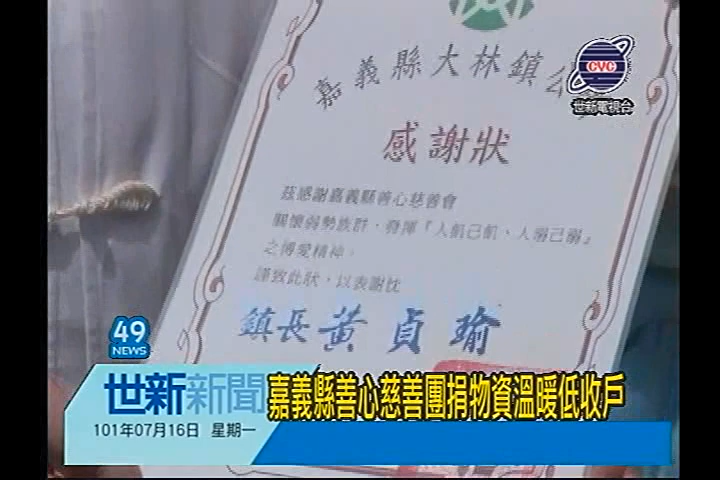 嘉義縣大林鎮公
CVC
世新電視台
感謝狀
茲感謝嘉義縣善心慈善會
關懷弱勢族群，發揮『人飢己飢，人溺己溺』
之博愛精神。
謹致此狀，以表謝忱
鎮長黃貞瑜
49
NEWS
世新新聞
嘉義縣善心慈善團捐物資溫暖低收戶
101年07月16日 星期一